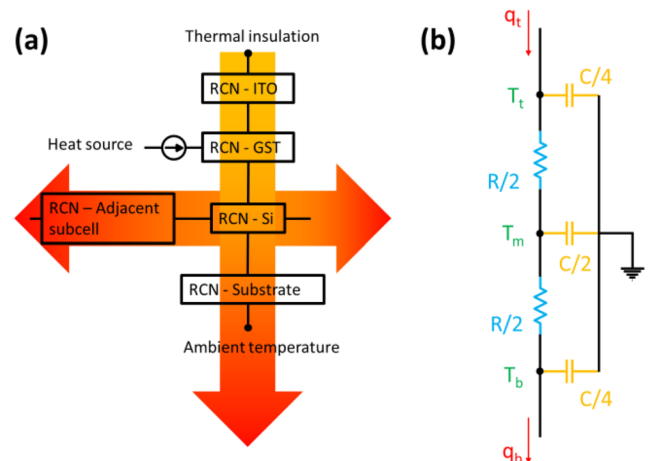 (a)
Thermal insulation
RCN - ITO
Heat source
RCN - GST
RCN – Adjacent
subcell
RCN - Si
RCN - Substrate
Ambient temperature
(b)
qt
C/4
Tt
R/2
Tm
C/2
R/2
Tb
C/4
qb